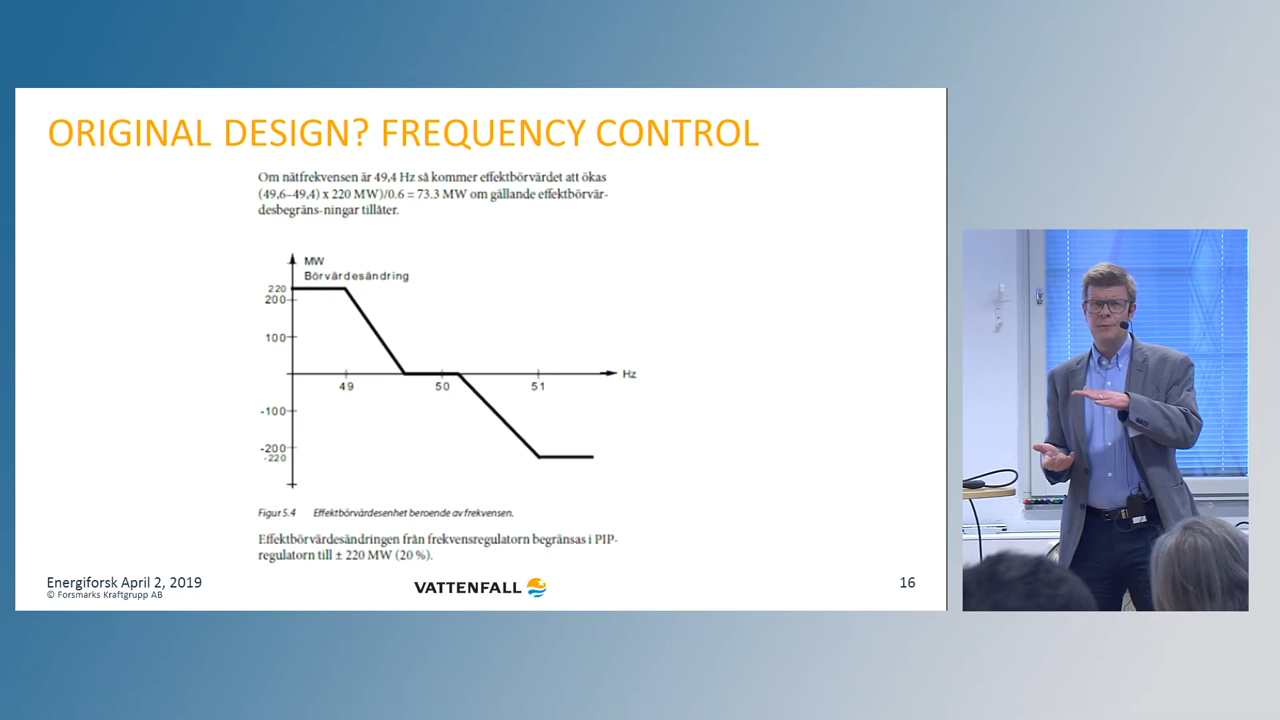 ORIGINAL DESIGN? FREQUENCY CONTROL
Om nätfrekvensen är 49,4 Hz så kommer effektbörvärdet att ökas
(49,6–49,4) x 220 MW)/0.6 = 73.3 MW om gällande effektbörvär-
desbegräns-ningar tillåter.
MW
Börvärdesändring
220
200
100
49
50
51
Hz
-100
-200
-220
Figur 5.4 Effektbörvärdesenhet beroende av frekvensen.
Effektbörvärdesändringen från frekvensregulatorn begränsas i PIP-
regulatorn till ± 220 MW (20 %).
Energiforsk April 2, 2019
© Forsmarks Kraftgrupp AB
VATTENFALL
16